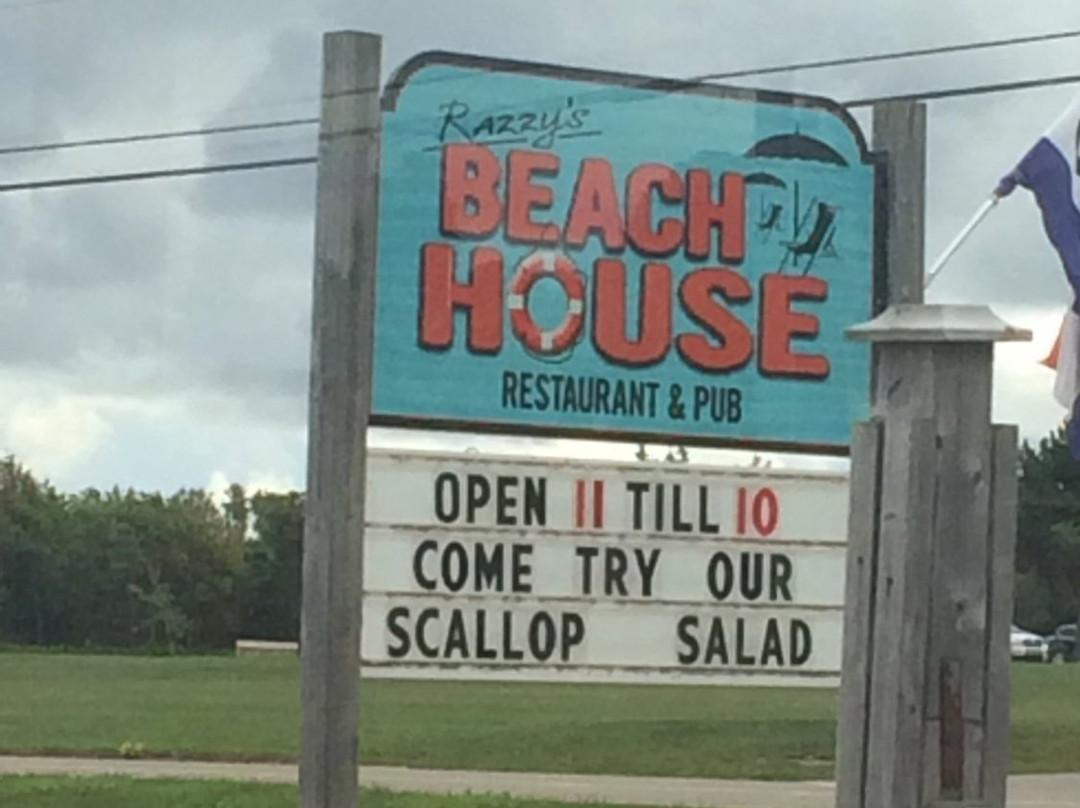 Razzy's
BEACH
HOUSE
RESTAURANT & PUB
OPEN 11 TILL 10
COME TRY OUR
SCALLOP SALAD